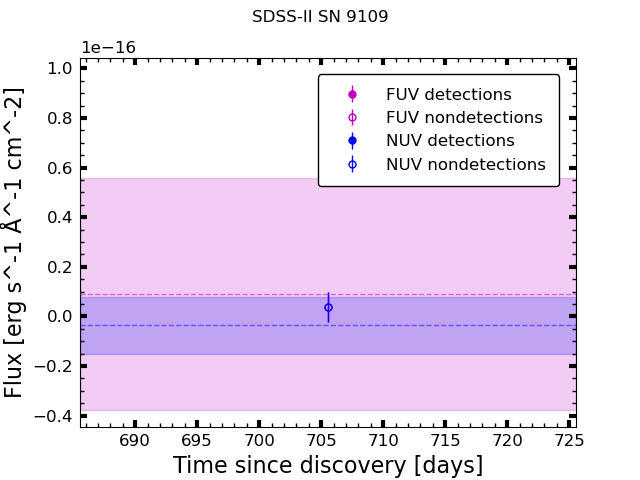 SDSS-II SN 9109
1e−16
1.0
0.8
0.6
0.4
0.2
0.0
−0.2
−0.4
Flux [erg s^-1 Å^-1 cm^-2]
FUV detections
FUV nondetections
NUV detections
NUV nondetections
690 695 700 705 710 715 720 725
Time since discovery [days]